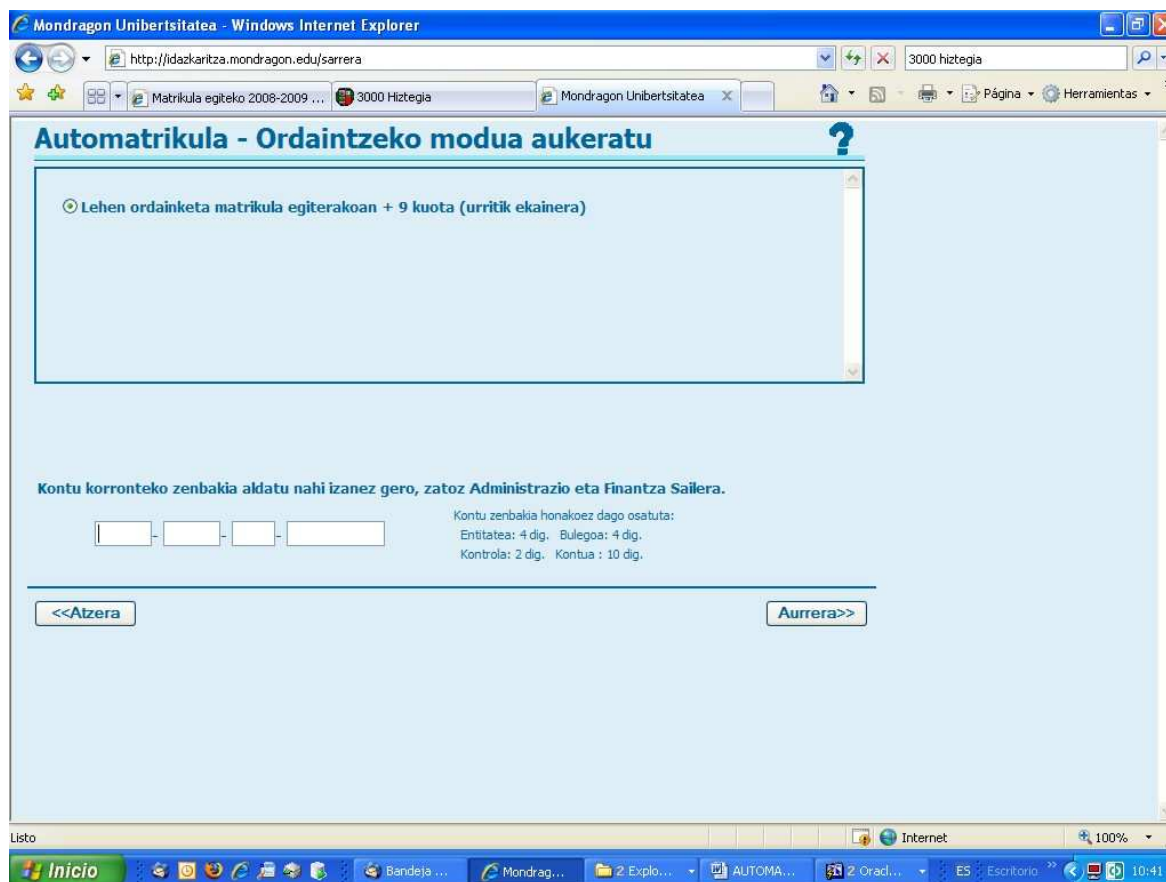 Mondragon Unibertsitatea - Windows Internet Explorer
http://idazkaritza.mondragon.edu/sarrera
3000 hiztegia
Matrikula egiteko 2008-2009 ...
3000 Hiztegia
Mondragon Unibertsitatea
Página
Herramientas
Automatrikula - Ordaintzeko modua aukeratu
?
Lehen ordainketa matrikula egiterakoan + 9 kuota (urritik ekainera)
Kontu korronteko zenbakia aldatu nahi izanez gero, zatoz Administrazio eta Finantza Sailera.
Kontu zenbakia honakoez dago osatuta:
- - -
Entitatea: 4 dig. Bulegoa: 4 dig.
Kontrola: 2 dig. Kontua : 10 dig.
<<Atzera
Aurrera>>
Listo
Internet
100%
Inicio
Bandeja ...
Mondrag...
2 Explo...
AUTOMA...
2 Oracl...
ES
Escritorio
10:41